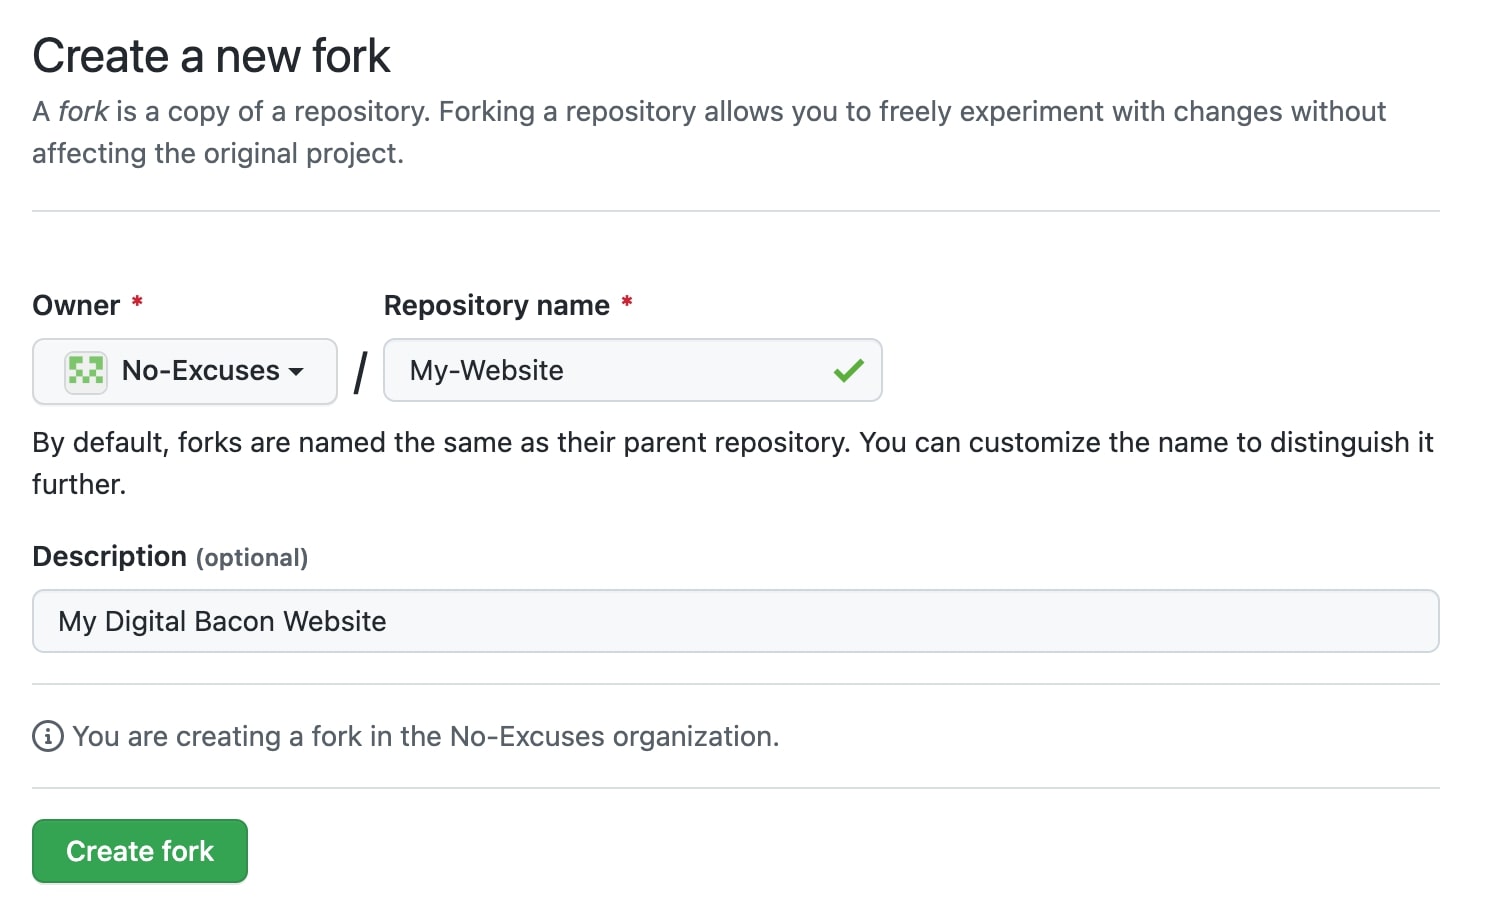 Create a new fork
A fork is a copy of a repository. Forking a repository allows you to freely experiment with changes without
affecting the original project.
Owner * Repository name *
No-Excuses / My-Website
By default, forks are named the same as their parent repository. You can customize the name to distinguish it
further.
Description (optional)
My Digital Bacon Website
You are creating a fork in the No-Excuses organization.
Create fork